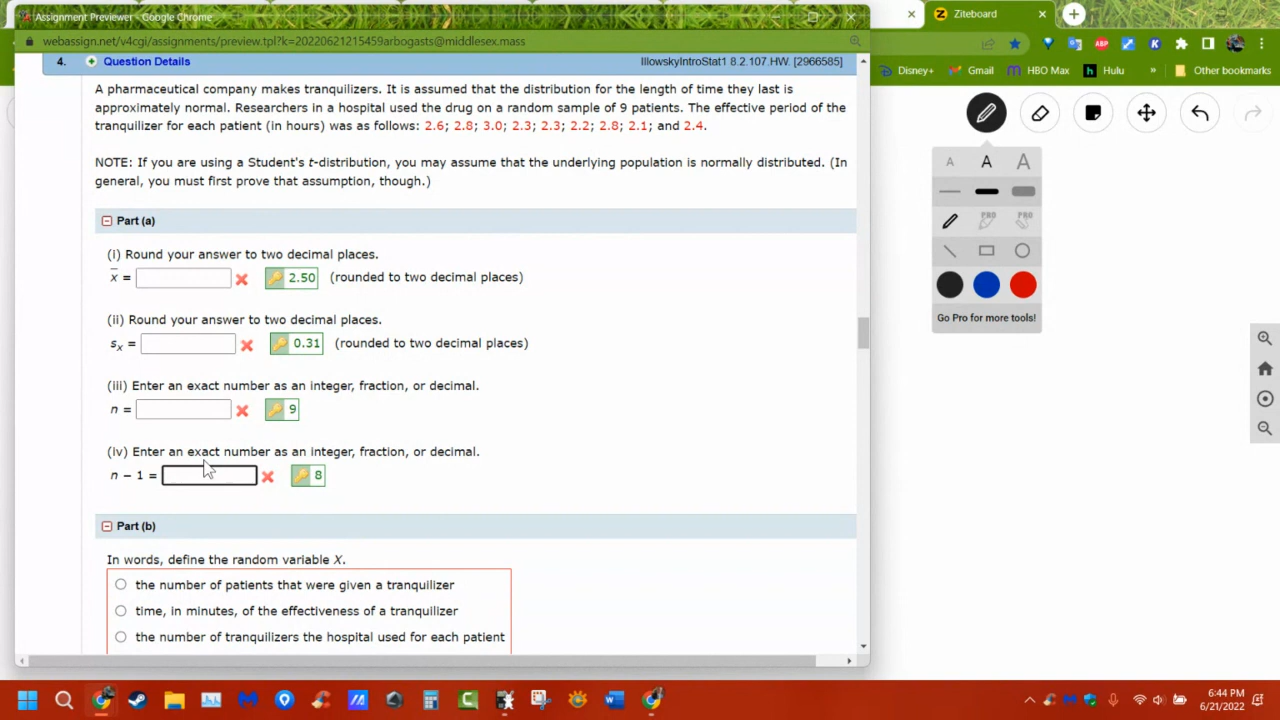 Assignment Previewer - Google Chrome
Ziteboard
webassign.net/v4cgi/assignments/preview.tpl?k=20220621215459arbogasts@middlesex.mass
Disney+ Gmail HBO Max Hulu » Other bookmarks
4. Question Details IllowskyIntroStat1 8.2.107.HW. [2966585]
A pharmaceutical company makes tranquilizers. It is assumed that the distribution for the length of time they last is
approximately normal. Researchers in a hospital used the drug on a random sample of 9 patients. The effective period of the
tranquilizer for each patient (in hours) was as follows: 2.6; 2.8; 3.0; 2.3; 2.3; 2.2; 2.8; 2.1; and 2.4.
NOTE: If you are using a Student's t-distribution, you may assume that the underlying population is normally distributed. (In
general, you must first prove that assumption, though.)
Part (a)
(i) Round your answer to two decimal places.
x̅ = 2.50 (rounded to two decimal places)
(ii) Round your answer to two decimal places.
sₓ = 0.31 (rounded to two decimal places)
(iii) Enter an exact number as an integer, fraction, or decimal.
n = 9
(iv) Enter an exact number as an integer, fraction, or decimal.
n − 1 = 8
Part (b)
In words, define the random variable X.
the number of patients that were given a tranquilizer
time, in minutes, of the effectiveness of a tranquilizer
the number of tranquilizers the hospital used for each patient
A A A
PRO PRO
Go Pro for more tools!
6:44 PM
6/21/2022